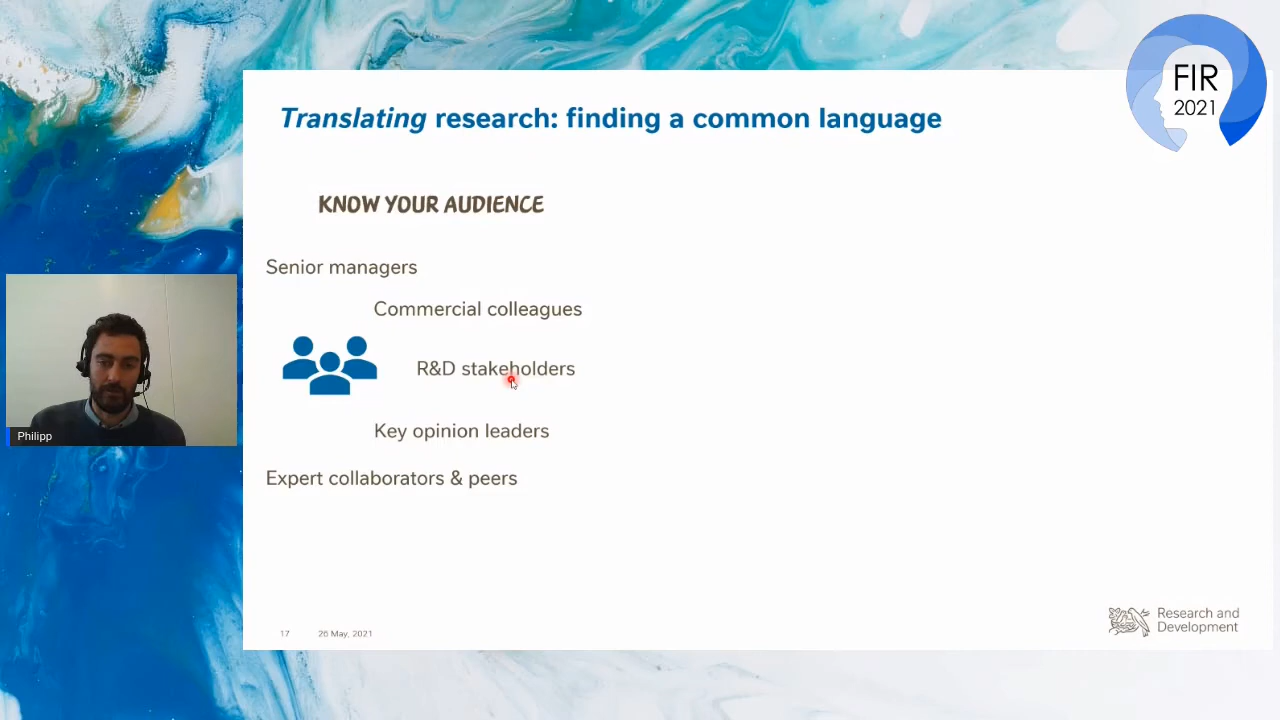 FIR
2021
Translating research: finding a common language
KNOW YOUR AUDIENCE
Senior managers
Commercial colleagues
R&D stakeholders
Key opinion leaders
Expert collaborators & peers
Philipp
17
26 May, 2021
Research and
Development